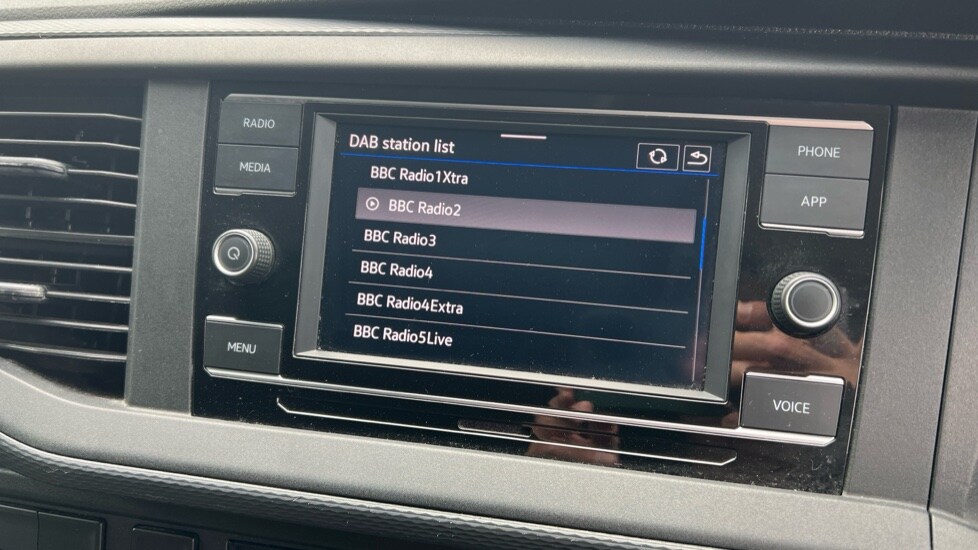 RADIO
MEDIA
MENU
DAB station list
BBC Radio1Xtra
BBC Radio2
BBC Radio3
BBC Radio4
BBC Radio4Extra
BBC Radio5Live
PHONE
APP
VOICE